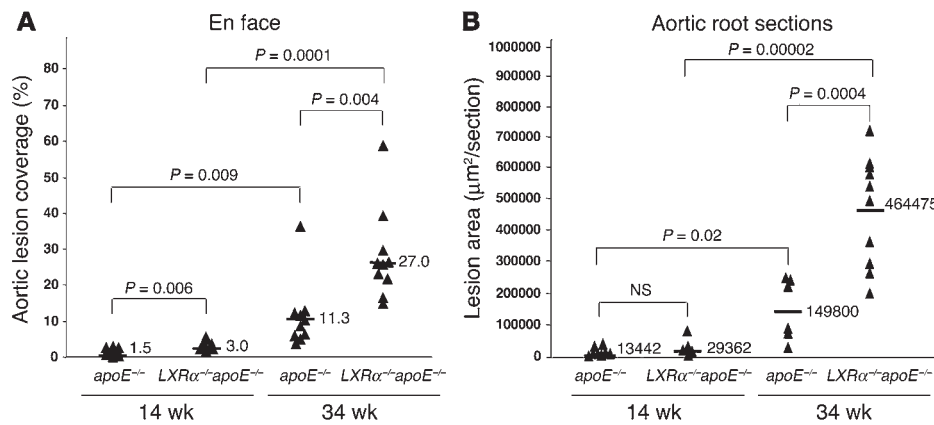 A
En face
Aortic lesion coverage (%)
80
70
60
50
40
30
20
10
0
P = 0.0001
P = 0.004
P = 0.009
P = 0.006
1.5
3.0
11.3
27.0
apoE–/–
LXRα–/–apoE–/–
apoE–/–
LXRα–/–apoE–/–
14 wk
34 wk
B
Aortic root sections
Lesion area (μm²/section)
1000000
900000
800000
700000
600000
500000
400000
300000
200000
100000
0
P = 0.00002
P = 0.0004
P = 0.02
NS
13442
29362
149800
464475
apoE–/–
LXRα–/–apoE–/–
apoE–/–
LXRα–/–apoE–/–
14 wk
34 wk